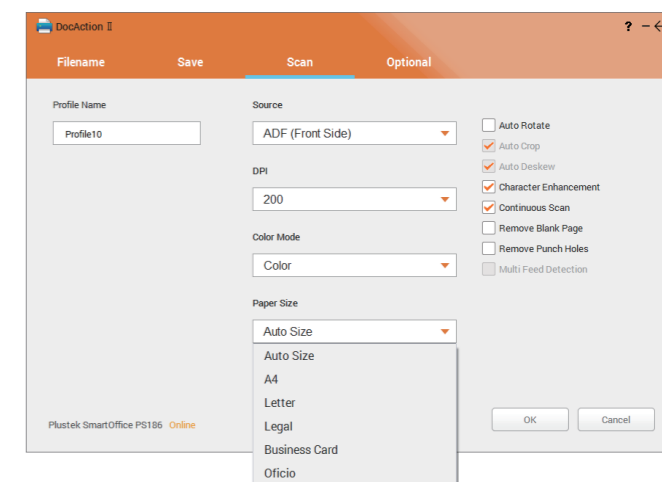 DocAction II
?
Filename Save Scan Optional
Profile Name
Profile10
Source
ADF (Front Side)
DPI
200
Color Mode
Color
Paper Size
Auto Size
Auto Size
A4
Letter
Legal
Business Card
Oficio
Auto Rotate
Auto Crop
Auto Deskew
Character Enhancement
Continuous Scan
Remove Blank Page
Remove Punch Holes
Multi Feed Detection
Plustek SmartOffice PS186 Online
OK Cancel